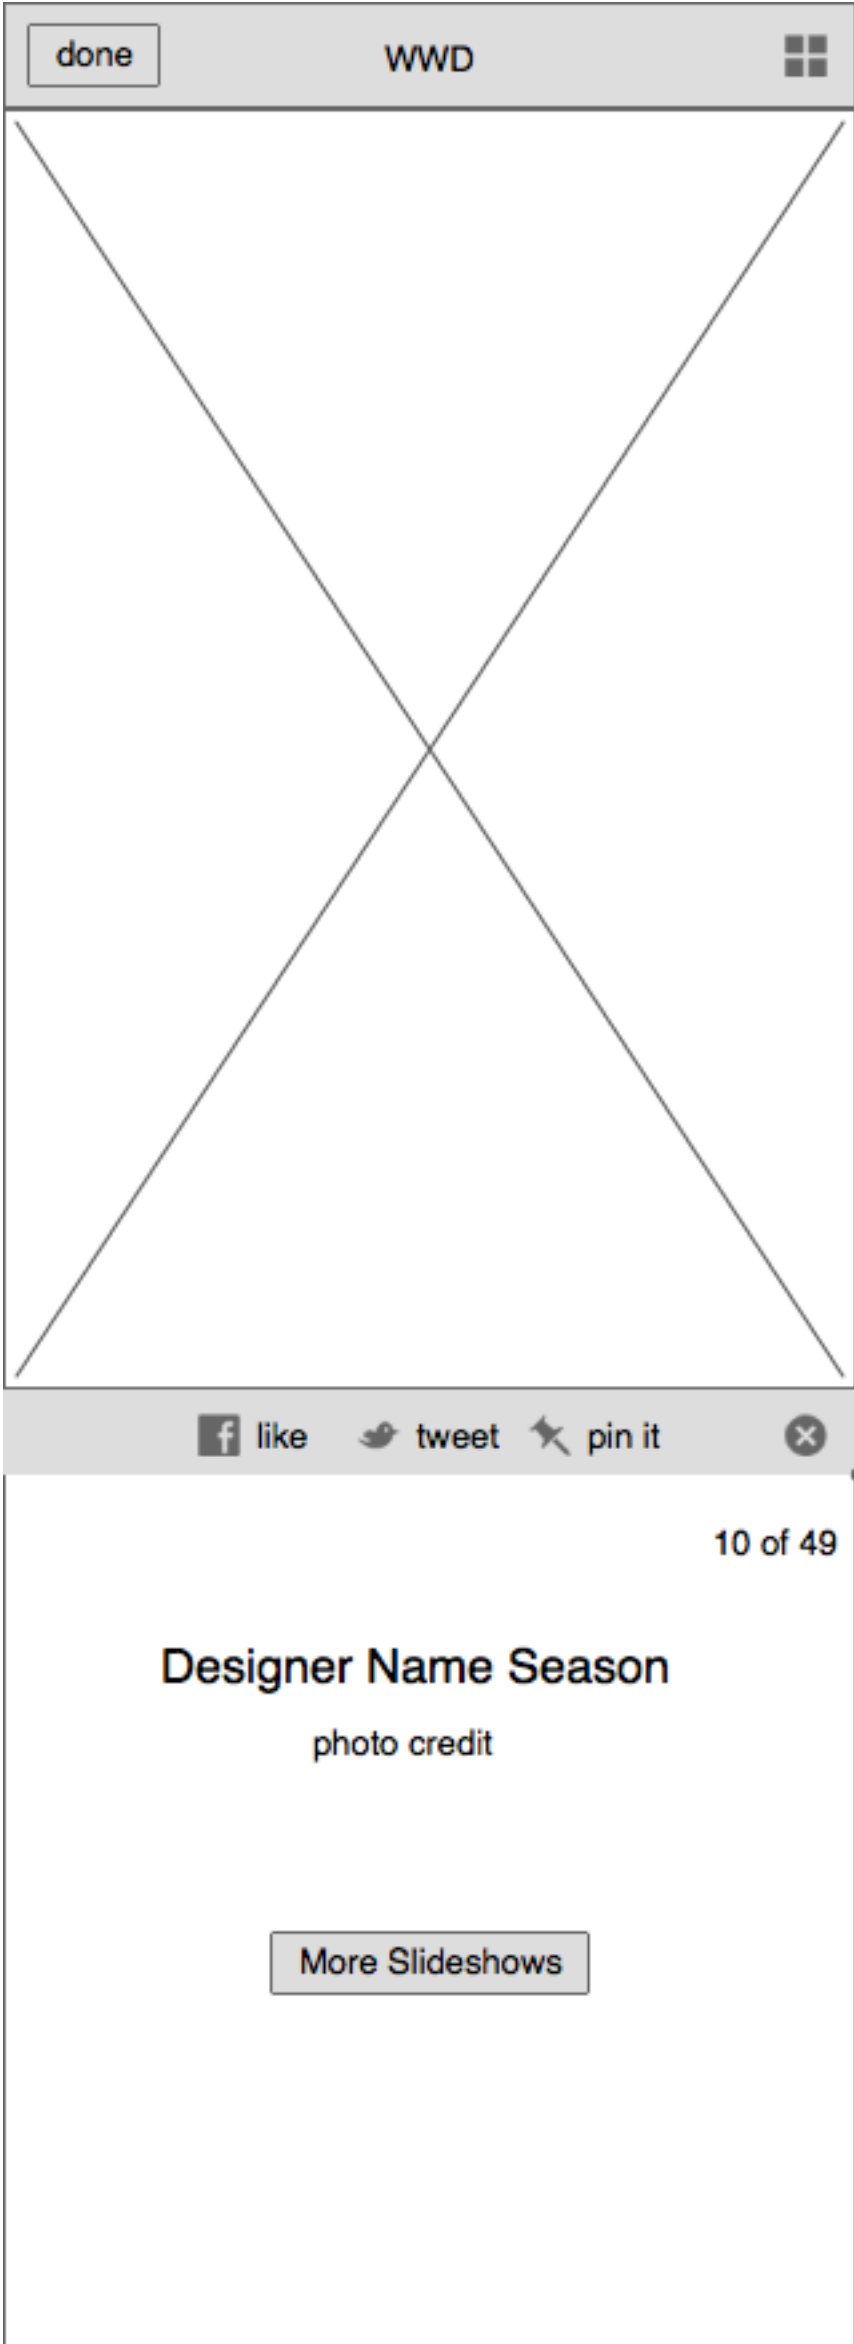 done WWD
like tweet pin it
10 of 49
Designer Name Season
photo credit
More Slideshows